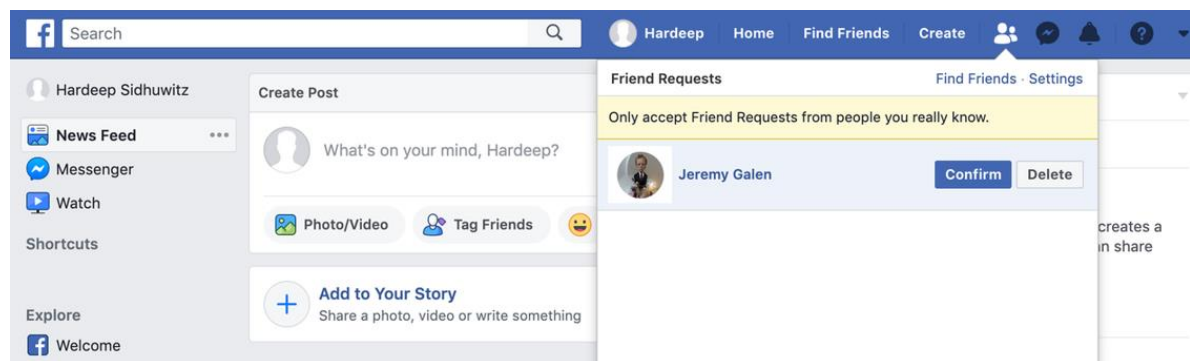 f
Search
Hardeep
Home
Find Friends
Create
Hardeep Sidhuwitz
News Feed
Messenger
Watch
Shortcuts
Explore
f Welcome
Create Post
What's on your mind, Hardeep?
Photo/Video
Tag Friends
Add to Your Story
Share a photo, video or write something
Friend Requests
Find Friends · Settings
Only accept Friend Requests from people you really know.
Jeremy Galen
Confirm
Delete
creates a
share